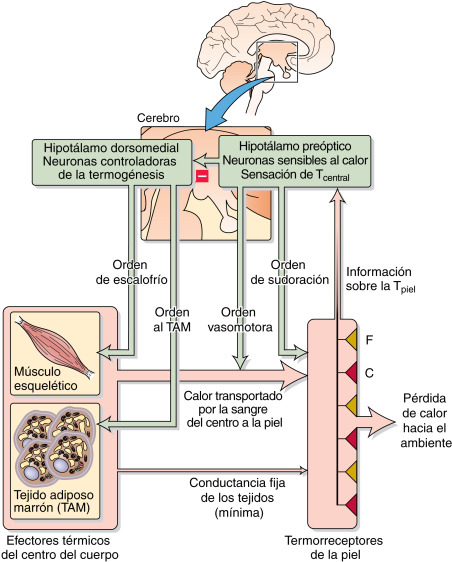 Cerebro
Hipotálamo dorsomedial
Neuronas controladoras
de la termogénesis
Hipotálamo preóptico
Neuronas sensibles al calor
Sensación de Tcentral
Orden
de escalofrío
Orden
al TAM
Orden
vasomotora
Orden
de sudoración
Información
sobre la Tpiel
Músculo
esquelético
F
C
Calor transportado
por la sangre
del centro a la piel
Pérdida
de calor
hacia el
ambiente
Tejido adiposo
marrón (TAM)
Conductancia fija
de los tejidos
(mínima)
Efectores térmicos
del centro del cuerpo
Termorreceptores
de la piel